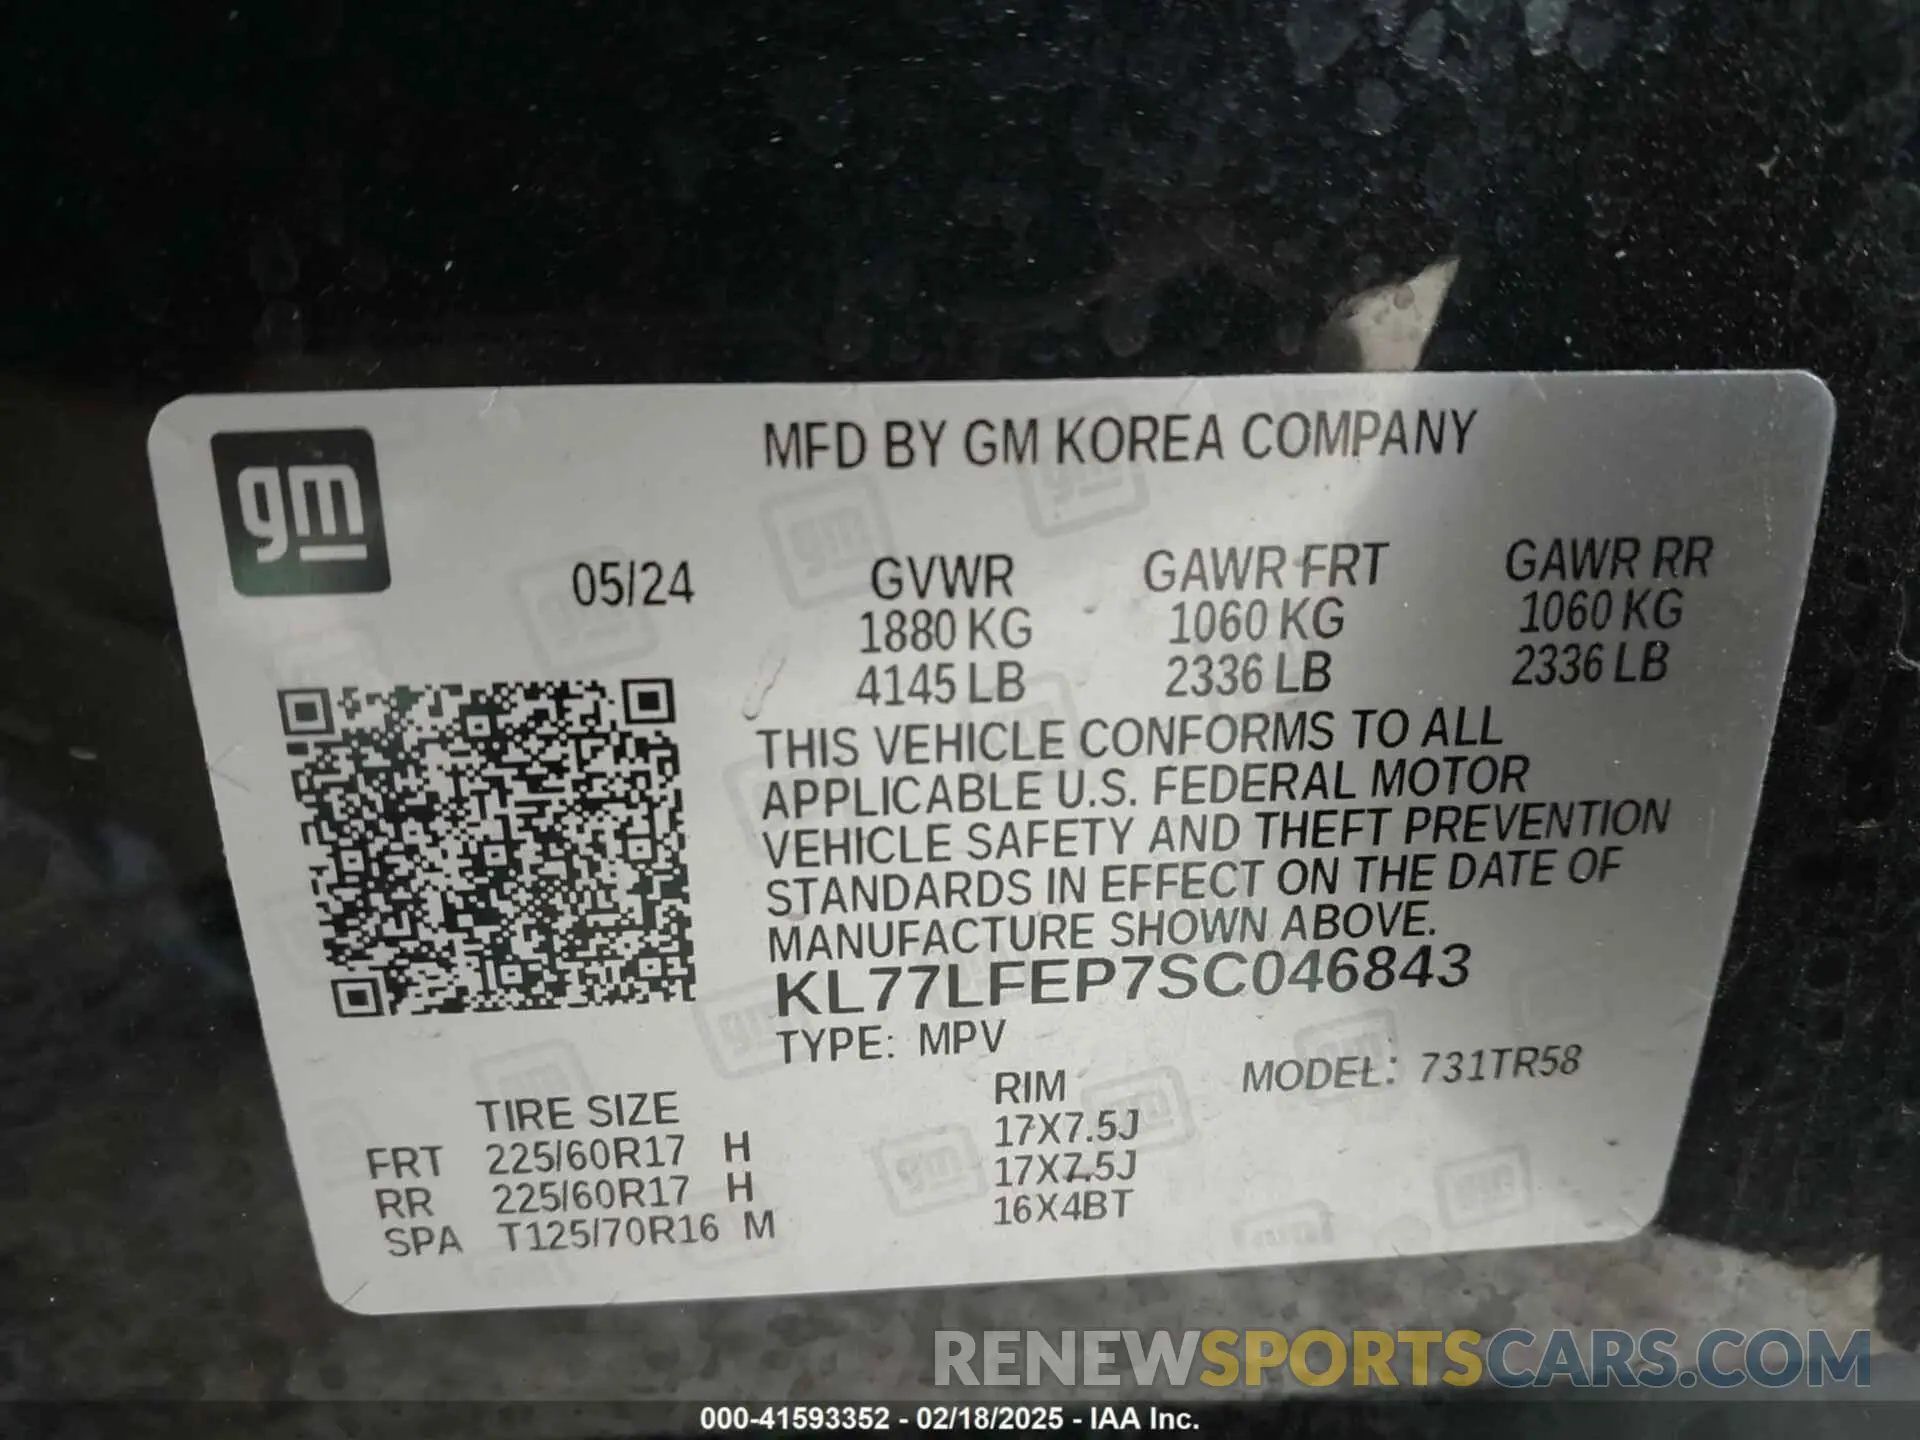 gm
MFD BY GM KOREA COMPANY
05/24 GVWR GAWR FRT GAWR RR
1880 KG 1060 KG 1060 KG
4145 LB 2336 LB 2336 LB
THIS VEHICLE CONFORMS TO ALL
APPLICABLE U.S. FEDERAL MOTOR
VEHICLE SAFETY AND THEFT PREVENTION
STANDARDS IN EFFECT ON THE DATE OF
MANUFACTURE SHOWN ABOVE.
KL77LFEP7SC046843
TYPE: MPV
MODEL: 731TR58
TIRE SIZE RIM
FRT 225/60R17 H 17X7.5J
RR 225/60R17 H 17X7.5J
SPA T125/70R16 M 16X4BT
RENEWSPORTSCARS.COM
000-41593352 - 02/18/2025 - IAA Inc.